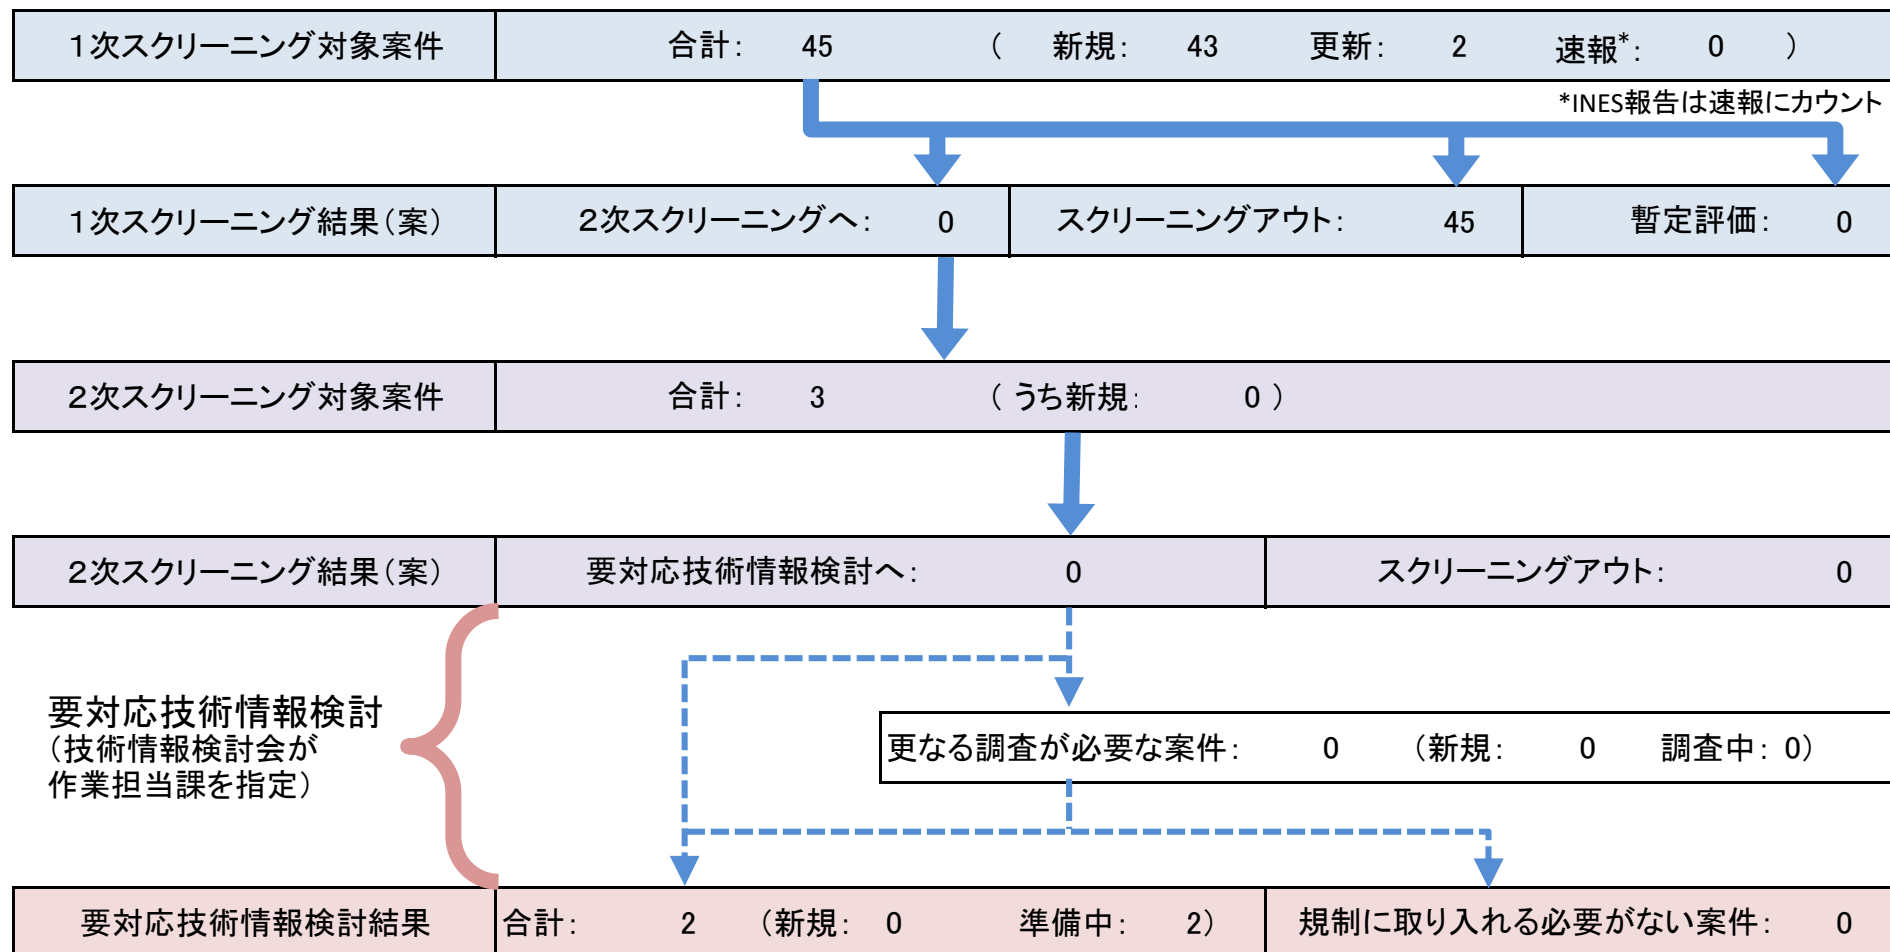 １次スクリーニング対象案件 合計： 45 （ 新規： 43 更新： 2 速報*： 0 ）
*INES報告は速報にカウント
１次スクリーニング結果（案） ２次スクリーニングへ： 0 スクリーニングアウト： 45 暫定評価： 0
２次スクリーニング対象案件 合計： 3 （ うち新規： 0 ）
２次スクリーニング結果（案） 要対応技術情報検討へ： 0 スクリーニングアウト： 0
要対応技術情報検討
（技術情報検討会が
作業担当課を指定）
更なる調査が必要な案件： 0 （新規： 0 調査中： 0）
要対応技術情報検討結果 合計： 2 （新規： 0 準備中： 2） 規制に取り入れる必要がない案件： 0